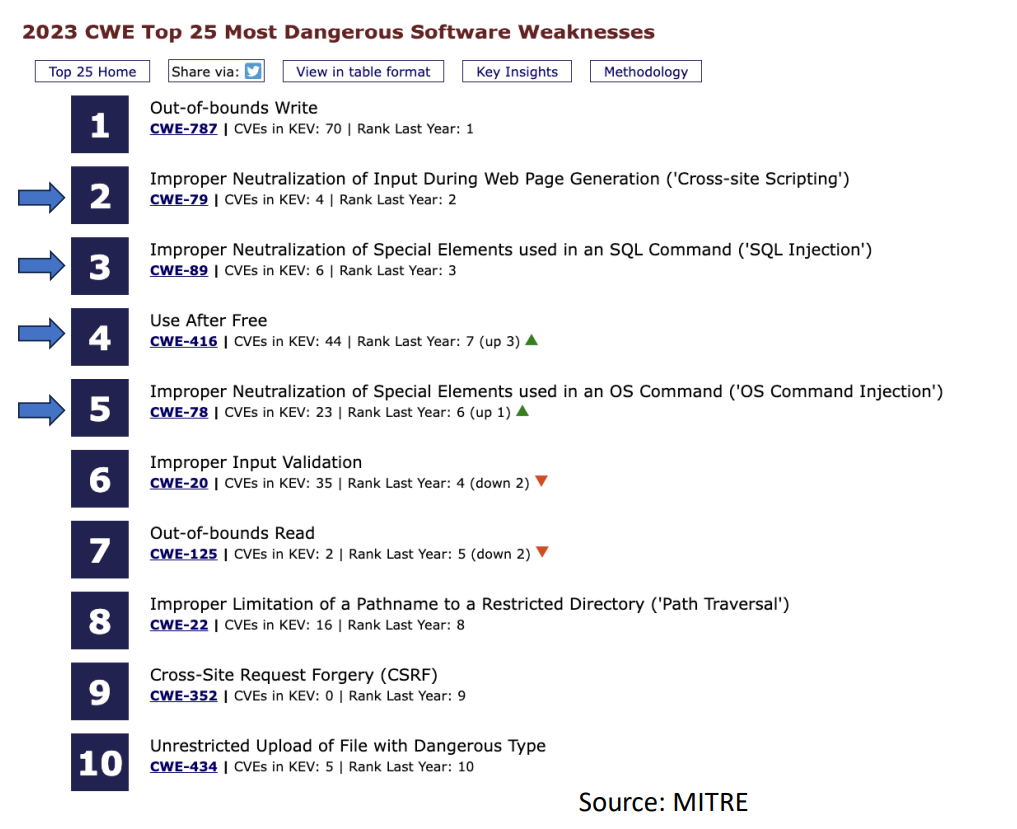 2023 CWE Top 25 Most Dangerous Software Weaknesses
Top 25 Home Share via: View in table format Key Insights Methodology
1 Out-of-bounds Write
CWE-787 | CVEs in KEV: 70 | Rank Last Year: 1
2 Improper Neutralization of Input During Web Page Generation ('Cross-site Scripting')
CWE-79 | CVEs in KEV: 4 | Rank Last Year: 2
3 Improper Neutralization of Special Elements used in an SQL Command ('SQL Injection')
CWE-89 | CVEs in KEV: 6 | Rank Last Year: 3
4 Use After Free
CWE-416 | CVEs in KEV: 44 | Rank Last Year: 7 (up 3) ▲
5 Improper Neutralization of Special Elements used in an OS Command ('OS Command Injection')
CWE-78 | CVEs in KEV: 23 | Rank Last Year: 6 (up 1) ▲
6 Improper Input Validation
CWE-20 | CVEs in KEV: 35 | Rank Last Year: 4 (down 2) ▼
7 Out-of-bounds Read
CWE-125 | CVEs in KEV: 2 | Rank Last Year: 5 (down 2) ▼
8 Improper Limitation of a Pathname to a Restricted Directory ('Path Traversal')
CWE-22 | CVEs in KEV: 16 | Rank Last Year: 8
9 Cross-Site Request Forgery (CSRF)
CWE-352 | CVEs in KEV: 0 | Rank Last Year: 9
10 Unrestricted Upload of File with Dangerous Type
CWE-434 | CVEs in KEV: 5 | Rank Last Year: 10
Source: MITRE